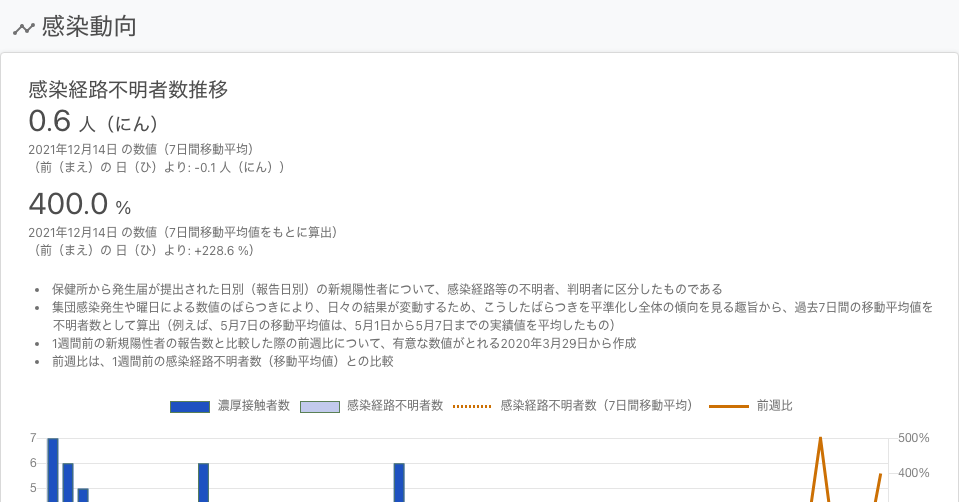 感染動向
感染経路不明者数推移
0.6 人（にん）
2021年12月14日 の数値（7日間移動平均）
（前（まえ）の 日（ひ）より: -0.1 人（にん））
400.0 %
2021年12月14日 の数値（7日間移動平均値をもとに算出）
（前（まえ）の 日（ひ）より: +228.6 %）
• 保健所から発生届が提出された日別（報告日別）の新規陽性者について、感染経路等の不明者、判明者に区分したものである
• 集団感染発生や曜日による数値のばらつきにより、日々の結果が変動するため、こうしたばらつきを平準化し全体の傾向を見る趣旨から、過去7日間の移動平均値を
不明者数として算出（例えば、5月7日の移動平均値は、5月1日から5月7日までの実績値を平均したもの）
• 1週間前の新規陽性者の報告数と比較した際の前週比について、有意な数値がとれる2020年3月29日から作成
• 前週比は、1週間前の感染経路不明者数（移動平均値）との比較
濃厚接触者数 感染経路不明者数 感染経路不明者数（7日間移動平均） 前週比
7 500%
6 400%
5